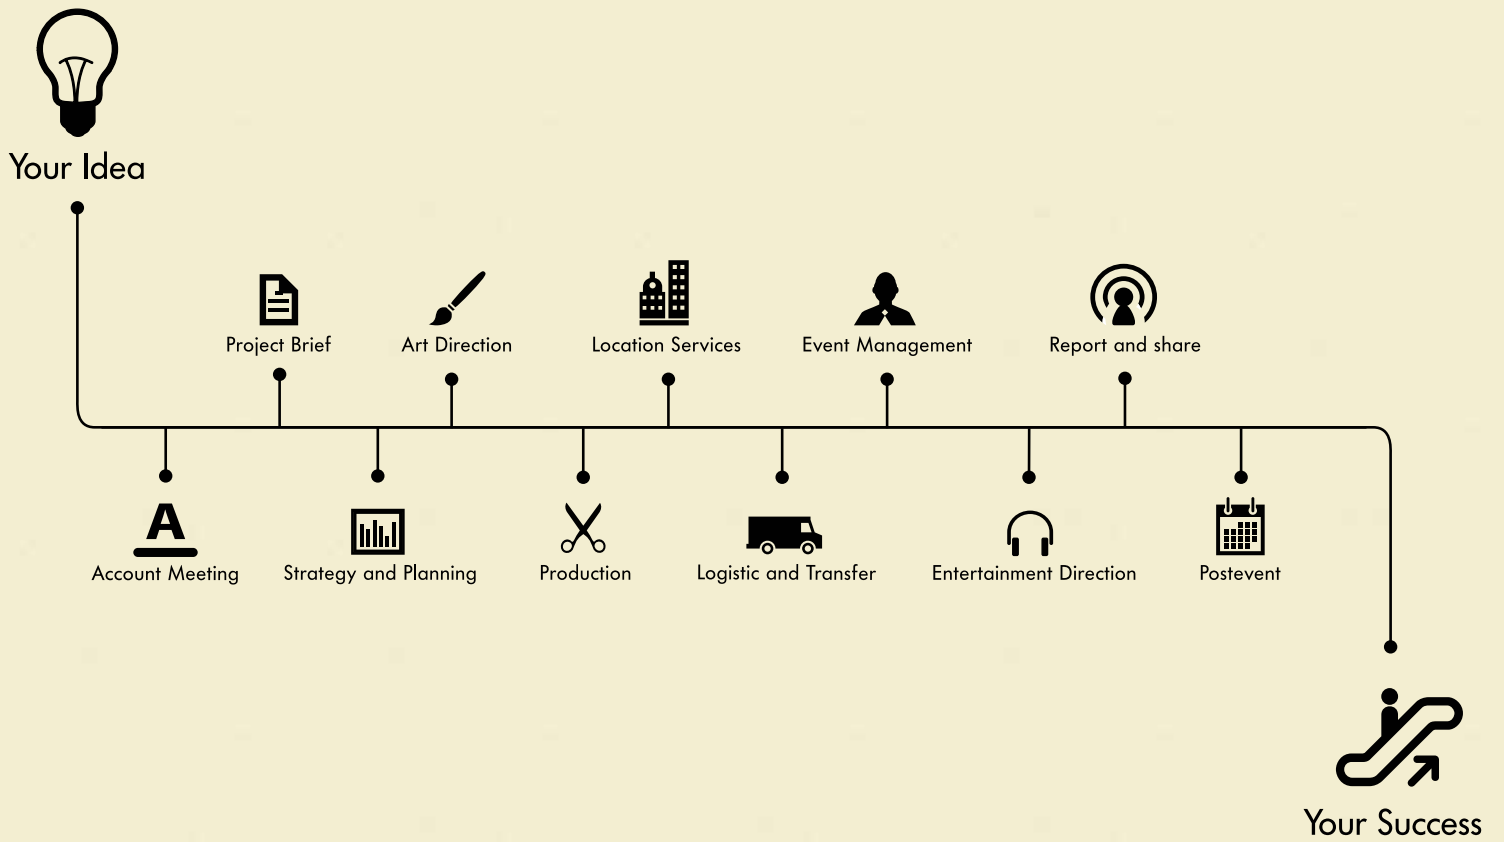 Your Idea
Project Brief
Art Direction
Location Services
Event Management
Report and share
A
Account Meeting
Strategy and Planning
Production
Logistic and Transfer
Entertainment Direction
Postevent
Your Success